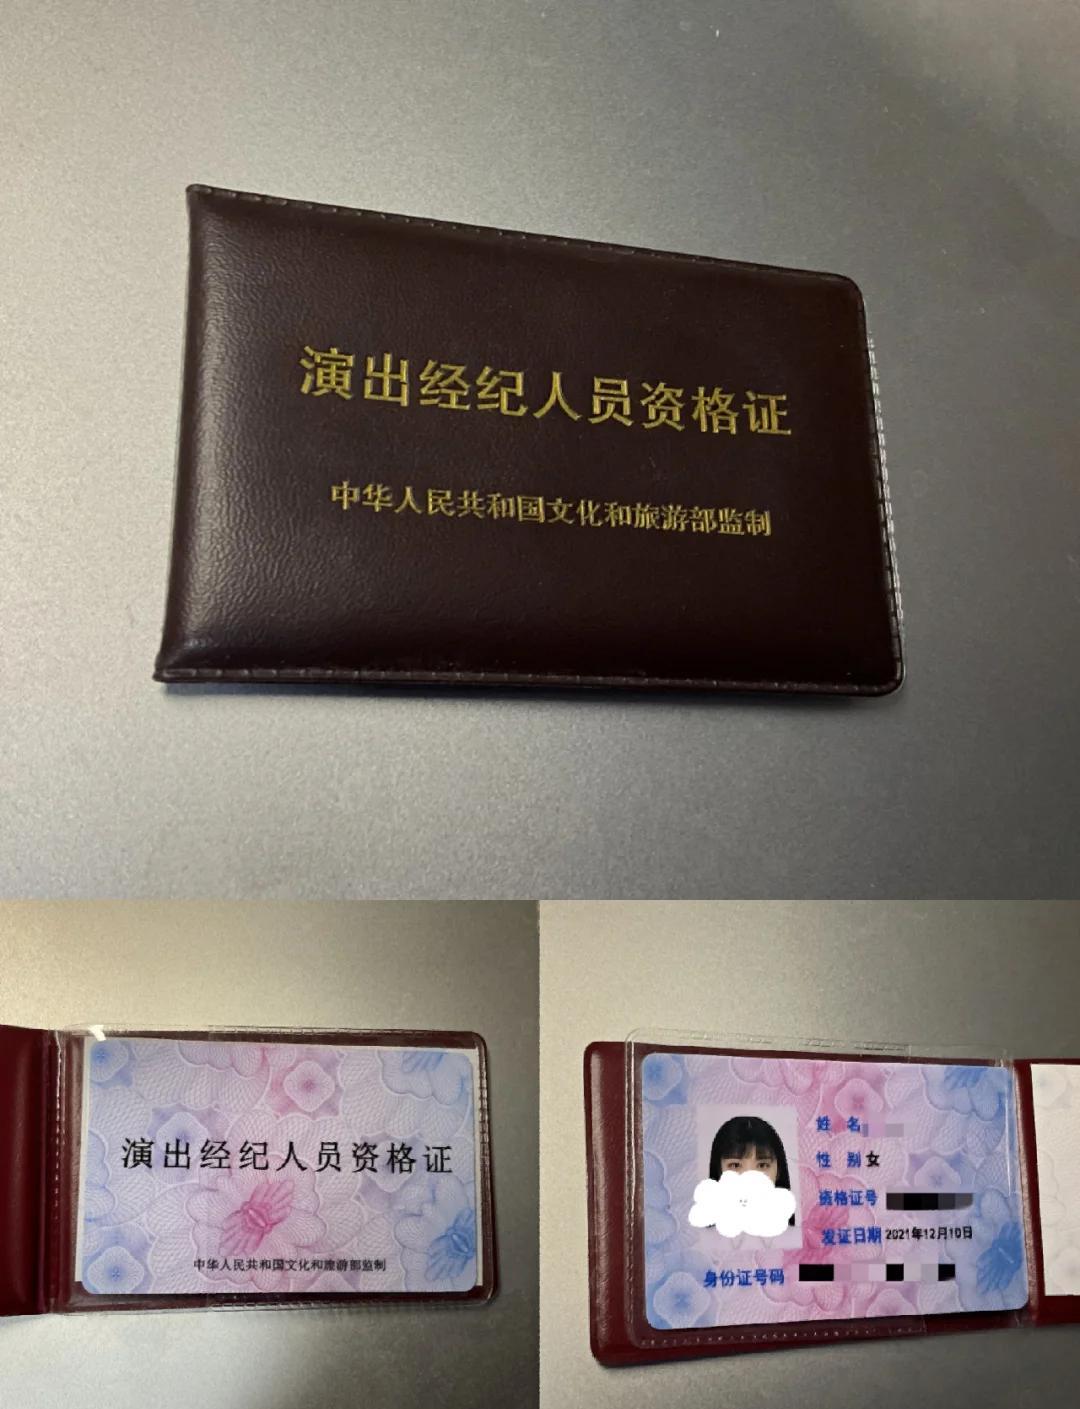 演出经纪人员资格证
中华人民共和国文化和旅游部监制
演出经纪人员资格证
中华人民共和国文化和旅游部监制
姓 名
性 别 女
资格证号
发证日期 2021年12月10日
身份证号码